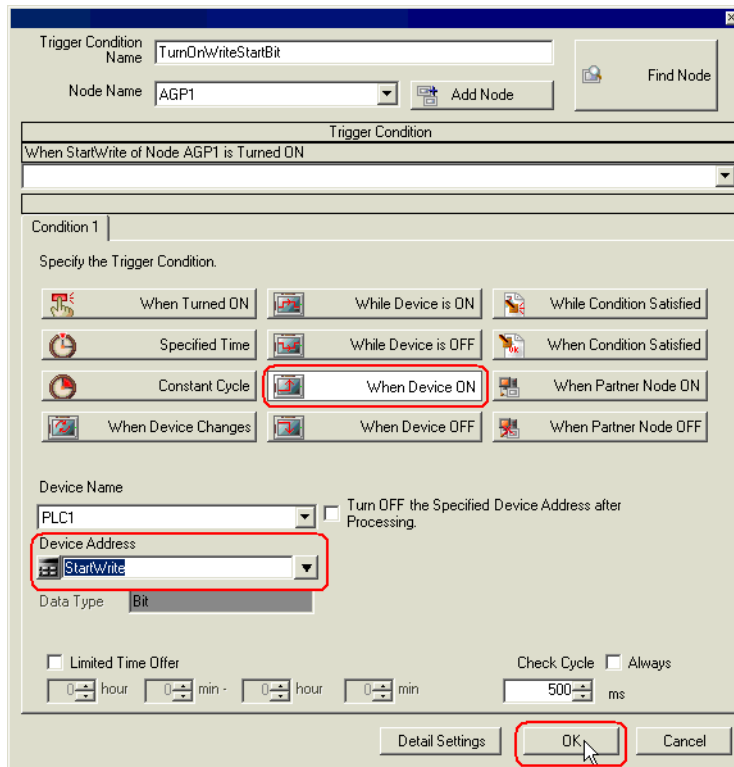 Trigger Condition
Name
TurnOnWriteStartBit
Find Node
Node Name
AGP1
Add Node
Trigger Condition
When StartWrite of Node AGP1 is Turned ON
Condition 1
Specify the Trigger Condition.
When Turned ON
While Device is ON
While Condition Satisfied
Specified Time
While Device is OFF
ok
When Condition Satisfied
Constant Cycle
When Device ON
When Partner Node ON
When Device Changes
When Device OFF
When Partner Node OFF
Device Name
PLC1
Turn OFF the Specified Device Address after
Processing.
Device Address
StartWrite
Data Type Bit
Limited Time Offer
Check Cycle Always
0 hour 0 min - 0 hour 0 min
500 ms
Detail Settings OK Cancel